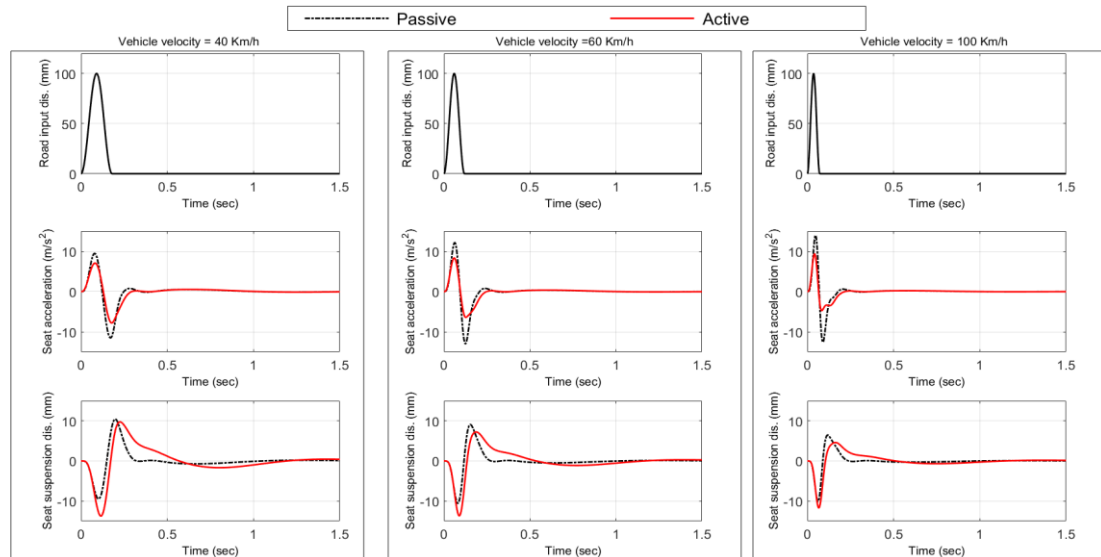 Passive
Active
Vehicle velocity = 40 Km/h
Road input dis. (mm)
100
50
0
0 0.5 1 1.5
Time (sec)
Seat acceleration (m/s²)
10
0
-10
0 0.5 1 1.5
Time (sec)
Seat suspension dis. (mm)
10
0
-10
0 0.5 1 1.5
Time (sec)
Vehicle velocity =60 Km/h
Road input dis. (mm)
100
50
0
0 0.5 1 1.5
Time (sec)
Seat acceleration (m/s²)
10
0
-10
0 0.5 1 1.5
Time (sec)
Seat suspension dis. (mm)
10
0
-10
0 0.5 1 1.5
Time (sec)
Vehicle velocity = 100 Km/h
Road input dis. (mm)
100
50
0
0 0.5 1 1.5
Time (sec)
Seat acceleration (m/s²)
10
0
-10
0 0.5 1 1.5
Time (sec)
Seat suspension dis. (mm)
10
0
-10
0 0.5 1 1.5
Time (sec)